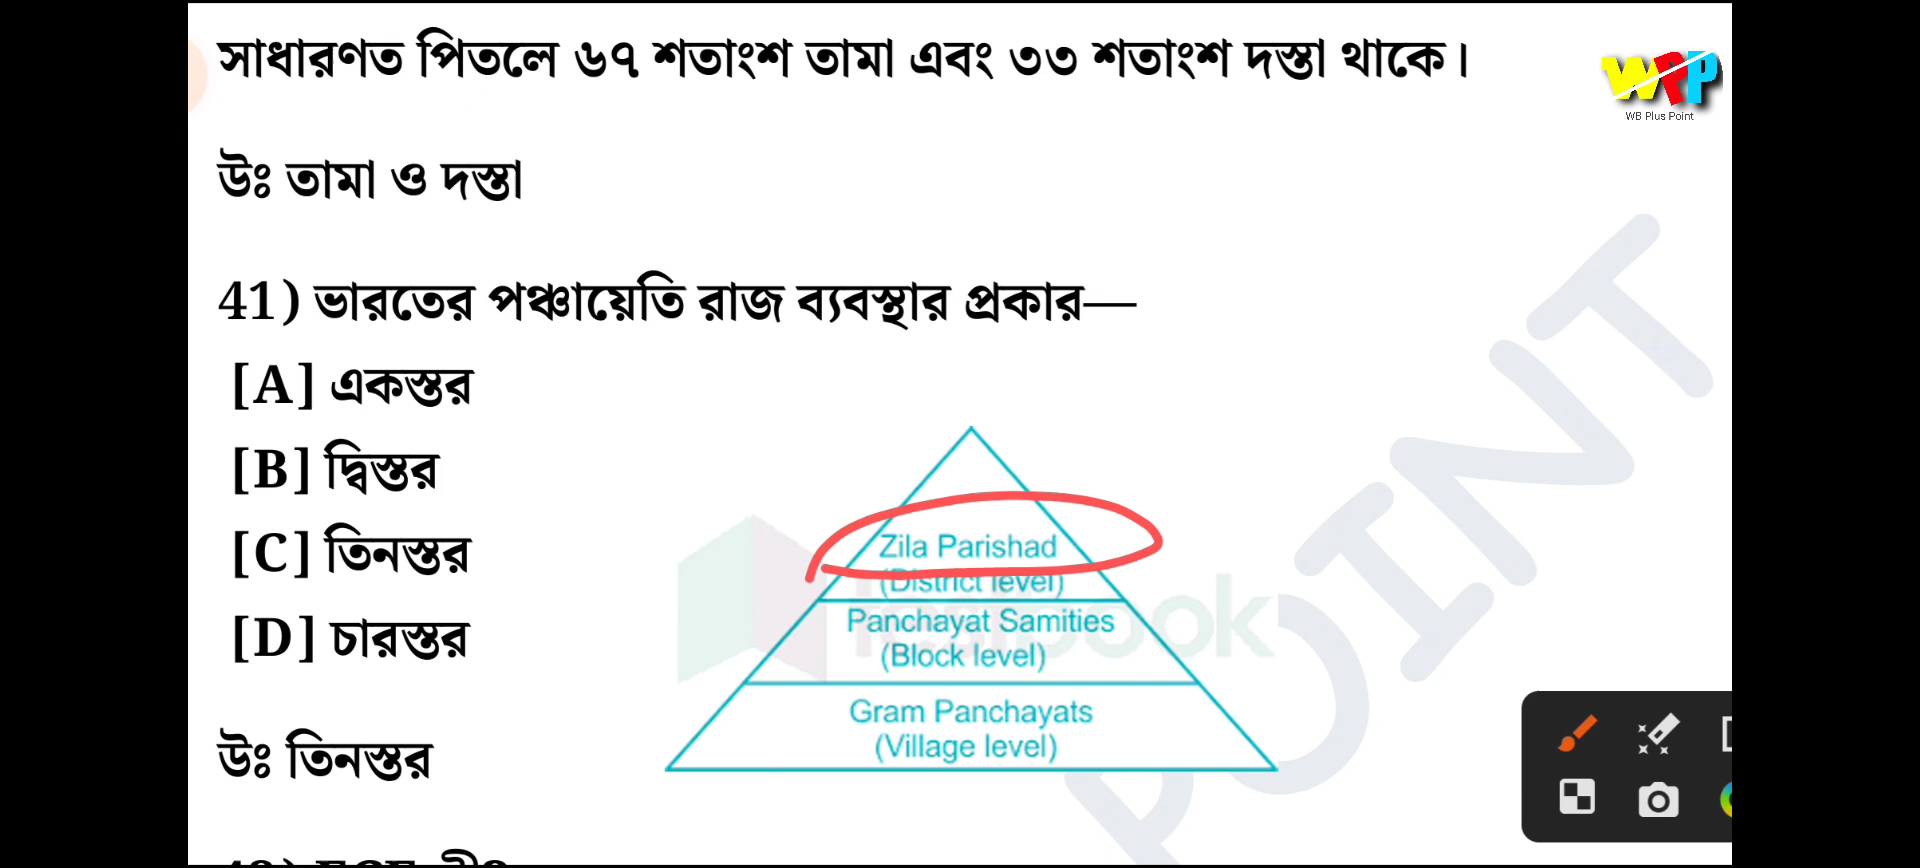 সাধারণত পিতলে ৬৭ শতাংশ তামা এবং ৩৩ শতাংশ দস্তা থাকে।
WPP
WB Plus Point
উঃ তামা ও দস্তা
41) ভারতের পঞ্চায়েতি রাজ ব্যবস্থার প্রকার—
[A] একস্তর
[B] দ্বিস্তর
[C] তিনস্তর
[D] চারস্তর
উঃ তিনস্তর
Zila Parishad
(District level)
Panchayat Samities
(Block level)
Gram Panchayats
(Village level)
testbook
POINT